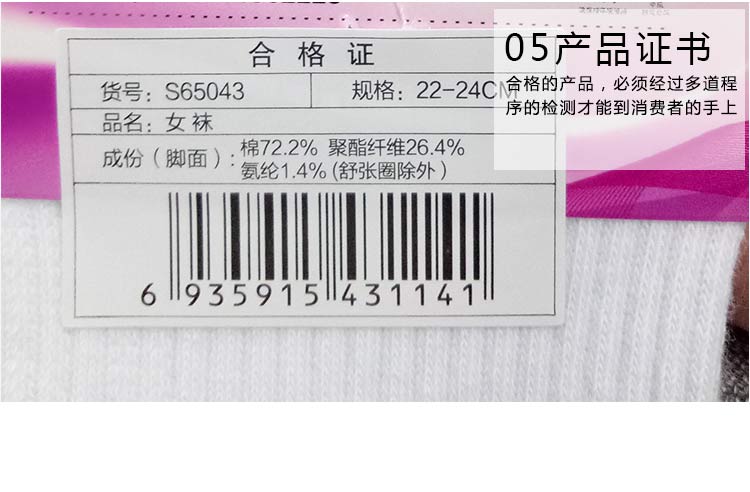 合格证
货号: S65043 规格: 22-24CM
品名: 女袜
成份（脚面）: 棉72.2% 聚酯纤维26.4%
氨纶1.4%(舒张圈除外)
6 935915 431141
05产品证书
合格的产品，必须经过多道程
序的检测才能到消费者的手上